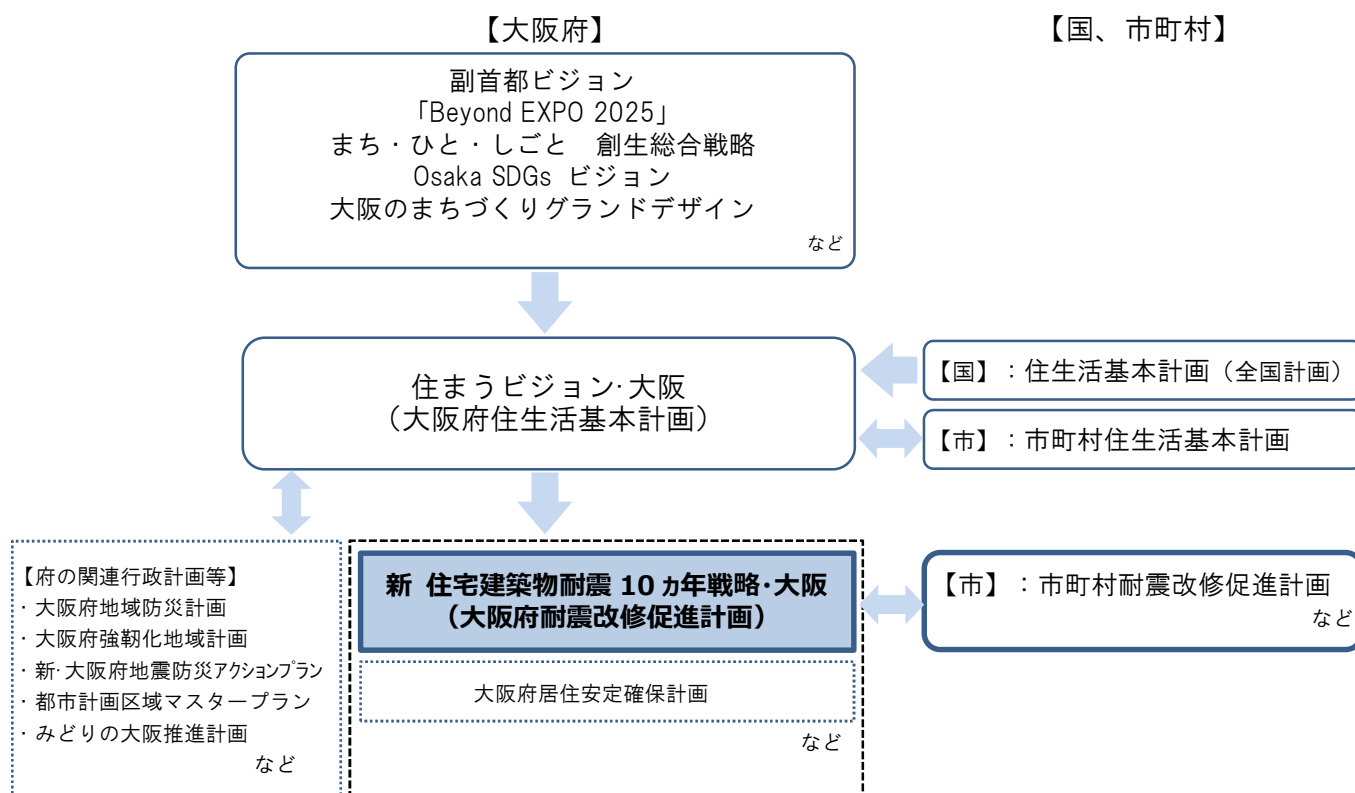 【大阪府】
【国、市町村】
副首都ビジョン
「Beyond EXPO 2025」
まち・ひと・しごと　創生総合戦略
Osaka SDGs ビジョン
大阪のまちづくりグランドデザイン
など
住まうビジョン・大阪
（大阪府住生活基本計画）
【国】：住生活基本計画（全国計画）
【市】：市町村住生活基本計画
【府の関連行政計画等】
・大阪府地域防災計画
・大阪府強靭化地域計画
・新・大阪府地震防災アクションプラン
・都市計画区域マスタープラン
・みどりの大阪推進計画
など
新 住宅建築物耐震 10 ヵ年戦略・大阪
（大阪府耐震改修促進計画）
大阪府居住安定確保計画
など
【市】：市町村耐震改修促進計画
など